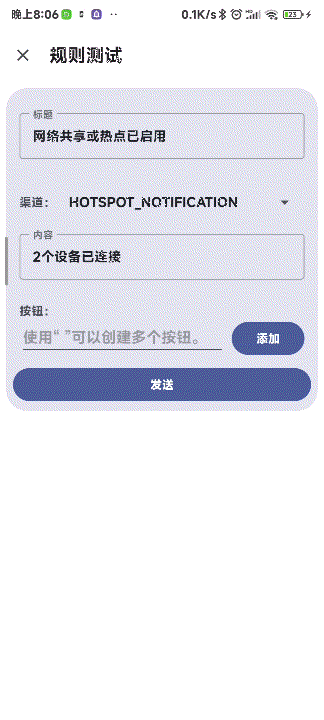 晚上8:06 0.1K/s 23
规则测试
标题
网络共享或热点已启用
渠道： HOTSPOT_NOTIFICATION
内容
2个设备已连接
按钮：
使用“ ”可以创建多个按钮。
添加
发送